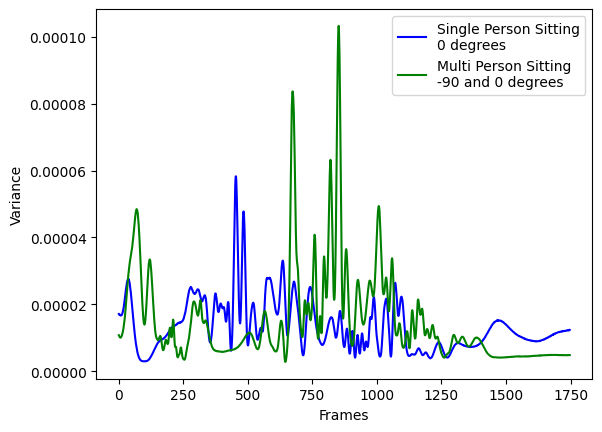 0.00010
0.00008
0.00006
0.00004
0.00002
0.00000
Variance
Single Person Sitting
0 degrees
Multi Person Sitting
-90 and 0 degrees
0 250 500 750 1000 1250 1500 1750
Frames